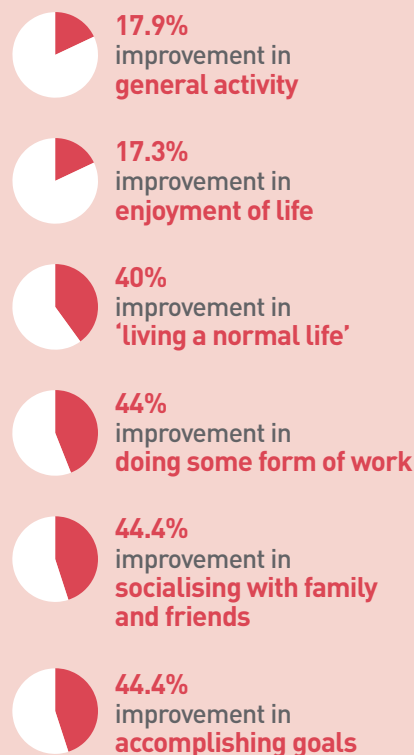 17.9%
improvement in
general activity
17.3%
improvement in
enjoyment of life
40%
improvement in
‘living a normal life’
44%
improvement in
doing some form of work
44.4%
improvement in
socialising with family
and friends
44.4%
improvement in
accomplishing goals